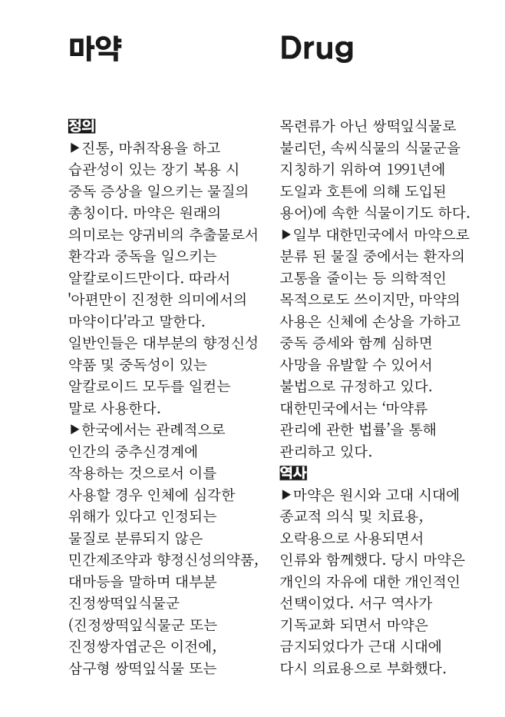 마약
Drug
정의
▶진통, 마취작용을 하고
습관성이 있는 장기 복용 시
중독 증상을 일으키는 물질의
총칭이다. 마약은 원래의
의미로는 양귀비의 추출물로서
환각과 중독을 일으키는
알칼로이드만이다. 따라서
'아편만이 진정한 의미에서의
마약이다'라고 말한다.
일반인들은 대부분의 향정신성
약품 및 중독성이 있는
알칼로이드 모두를 일컫는
말로 사용한다.
▶한국에서는 관례적으로
인간의 중추신경계에
작용하는 것으로서 이를
사용할 경우 인체에 심각한
위해가 있다고 인정되는
물질로 분류되지 않은
민간제조약과 향정신성의약품,
대마등을 말하며 대부분
진정쌍떡잎식물군
(진정쌍떡잎식물군 또는
진정쌍자엽군은 이전에,
삼구형 쌍떡잎식물 또는
목련류가 아닌 쌍떡잎식물로
불리던, 속씨식물의 식물군을
지칭하기 위하여 1991년에
도일과 호튼에 의해 도입된
용어)에 속한 식물이기도 하다.
▶일부 대한민국에서 마약으로
분류 된 물질 중에서는 환자의
고통을 줄이는 등 의학적인
목적으로도 쓰이지만, 마약의
사용은 신체에 손상을 가하고
중독 증세와 함께 심하면
사망을 유발할 수 있어서
불법으로 규정하고 있다.
대한민국에서는 ‘마약류
관리에 관한 법률’을 통해
관리하고 있다.
역사
▶마약은 원시와 고대 시대에
종교적 의식 및 치료용,
오락용으로 사용되면서
인류와 함께했다. 당시 마약은
개인의 자유에 대한 개인적인
선택이었다. 서구 역사가
기독교화 되면서 마약은
금지되었다가 근대 시대에
다시 의료용으로 부화했다.